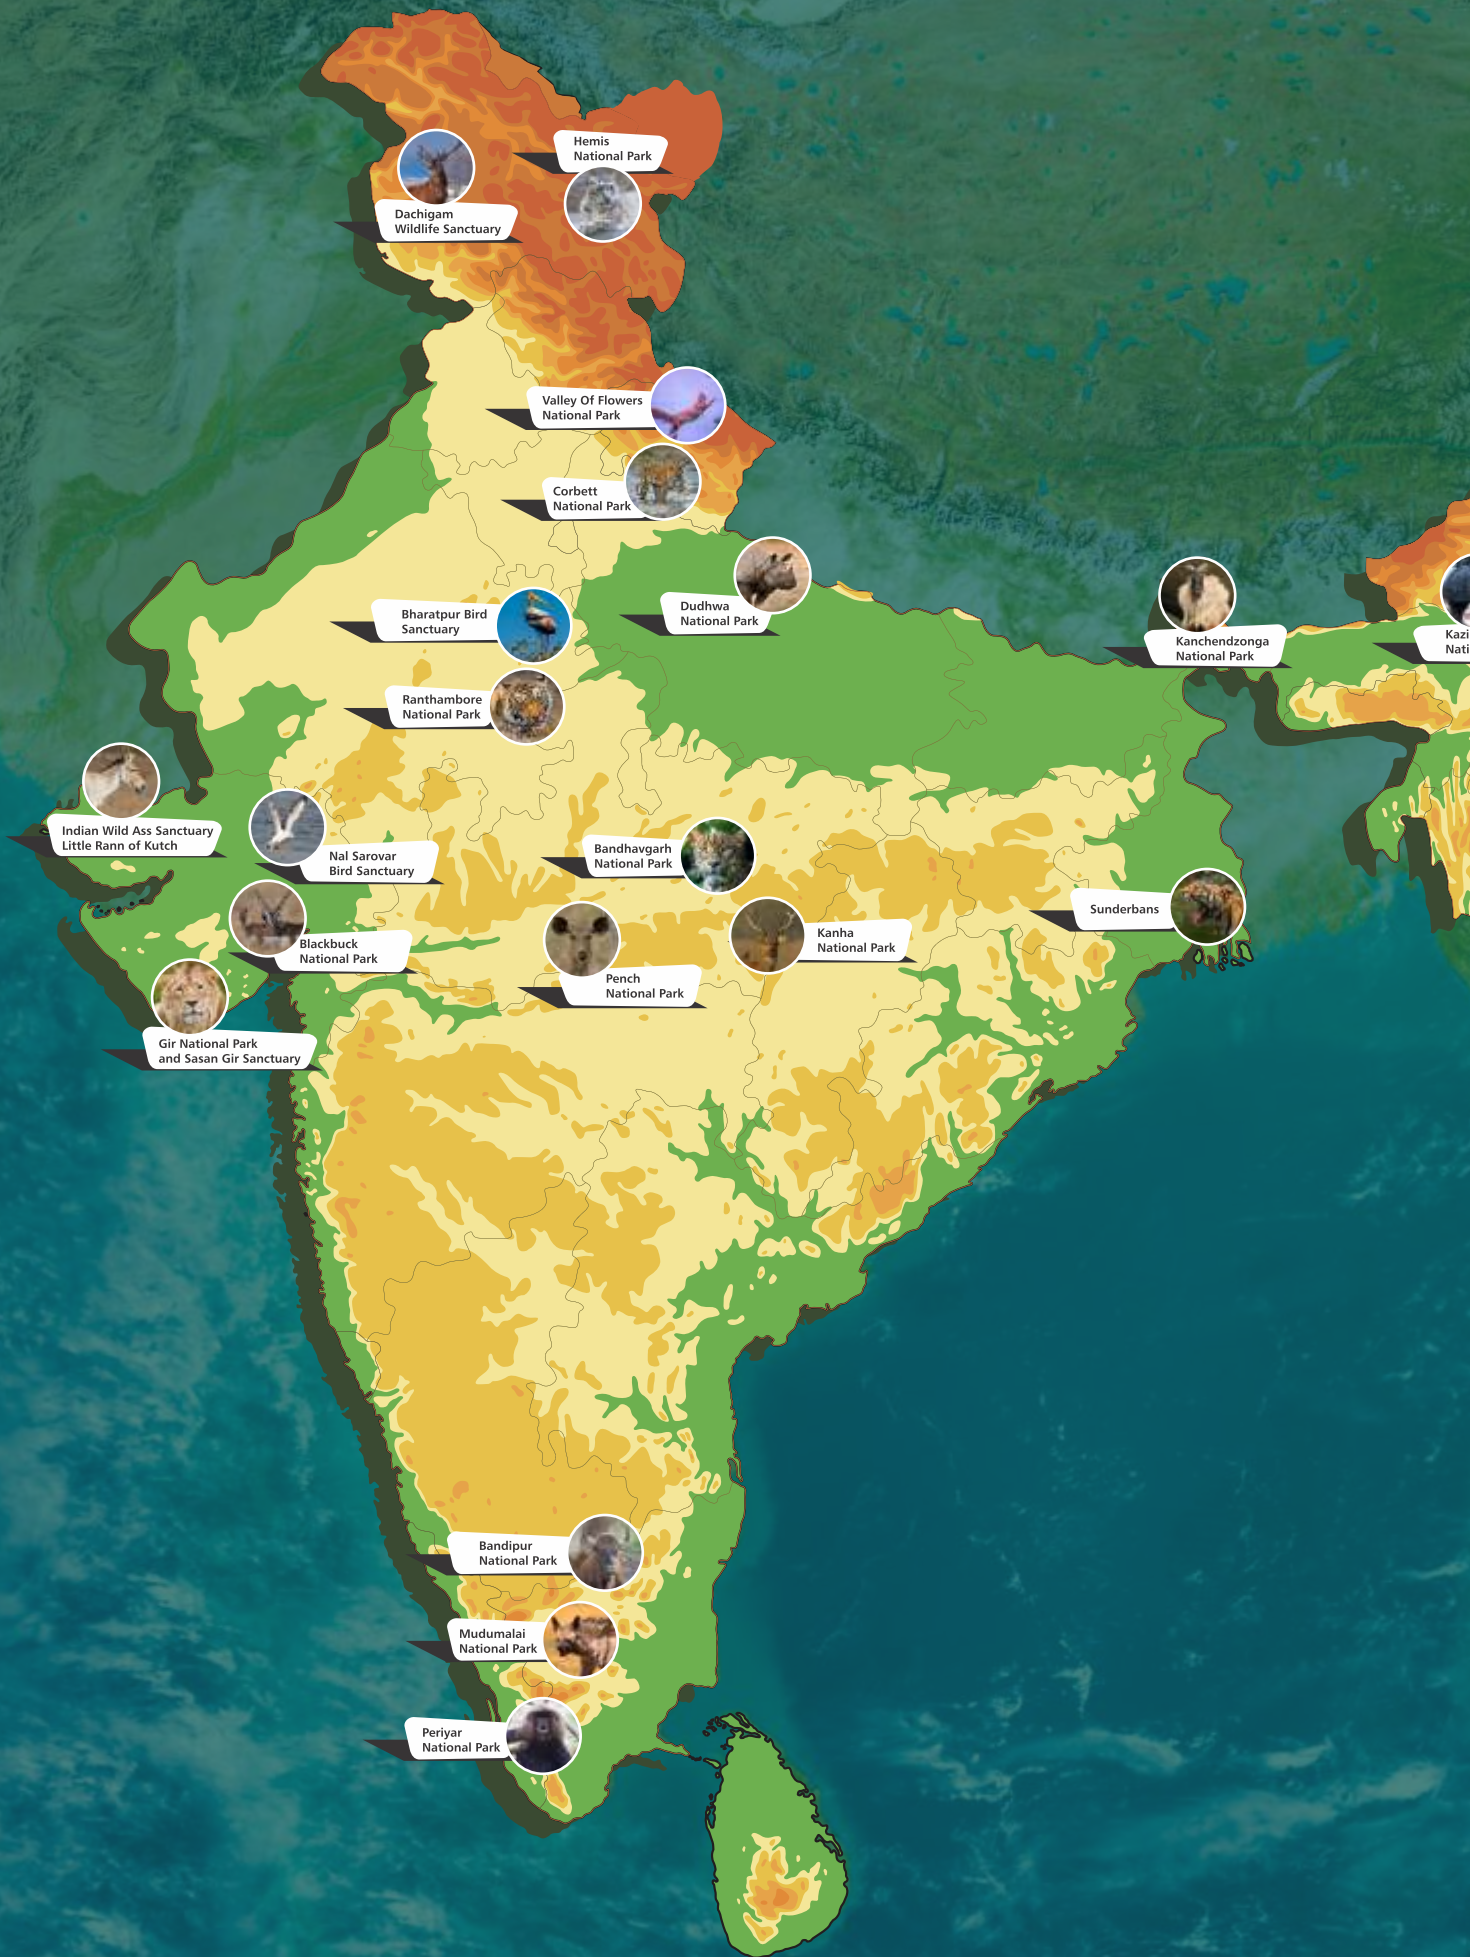 Hemis
National Park
Dachigam
Wildlife Sanctuary
Valley Of Flowers
National Park
Corbett
National Park
Dudhwa
National Park
Bharatpur Bird
Sanctuary
Kanchendzonga
National Park
Kazi
Nati
Ranthambore
National Park
Indian Wild Ass Sanctuary
Little Rann of Kutch
Nal Sarovar
Bird Sanctuary
Bandhavgarh
National Park
Sunderbans
Blackbuck
National Park
Kanha
National Park
Pench
National Park
Gir National Park
and Sasan Gir Sanctuary
Bandipur
National Park
Mudumalai
National Park
Periyar
National Park